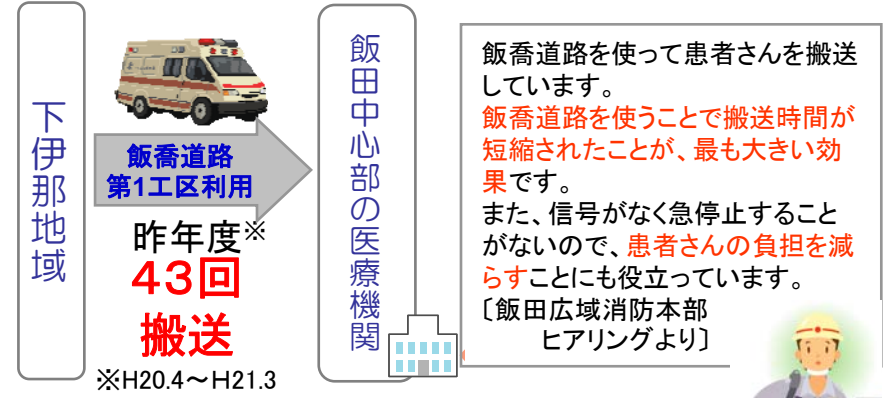 下伊那地域
飯喬道路
第1工区利用
昨年度※
43回
搬送
※H20.4～H21.3
飯田中心部の医療機関
飯喬道路を使って患者さんを搬送
しています。
飯喬道路を使うことで搬送時間が
短縮されたことが、最も大きい効
果です。
また、信号がなく急停止すること
がないので、患者さんの負担を減
らすことにも役立っています。
〔飯田広域消防本部
ヒアリングより〕